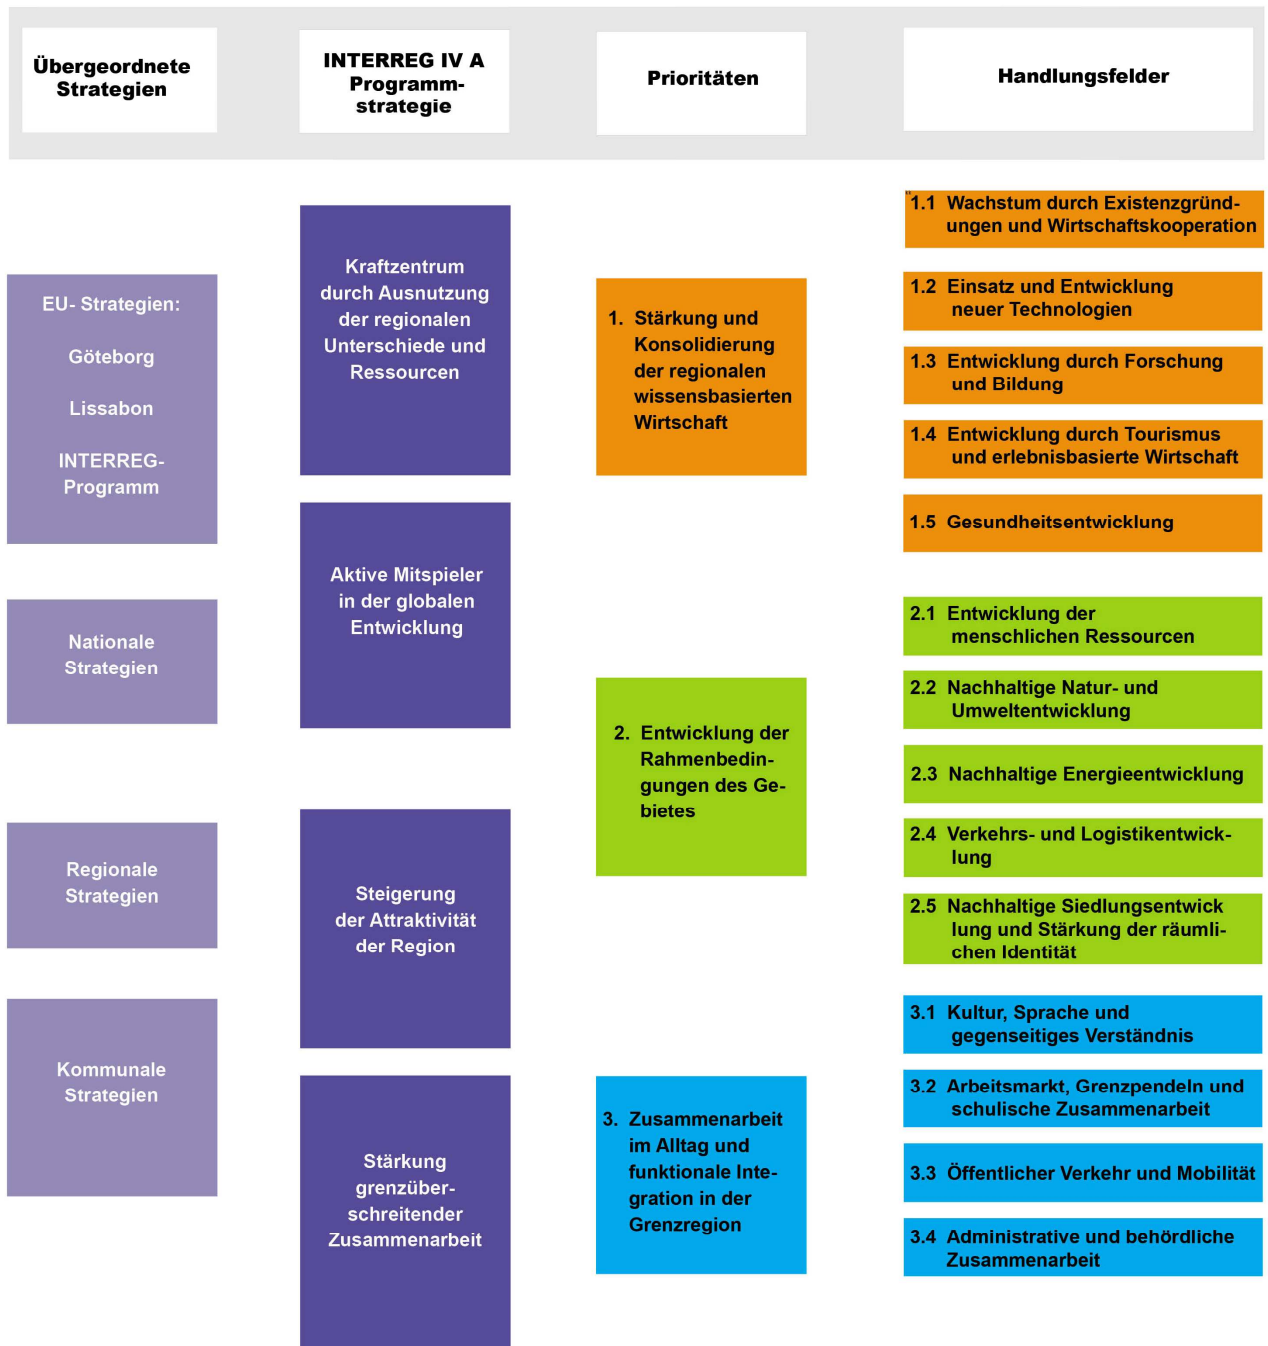 Übergeordnete
Strategien
INTERREG IV A
Programm-
strategie
Prioritäten
Handlungsfelder
EU- Strategien:
Göteborg
Lissabon
INTERREG-
Programm
Nationale
Strategien
Regionale
Strategien
Kommunale
Strategien
Kraftzentrum
durch Ausnutzung
der regionalen
Unterschiede und
Ressourcen
Aktive Mitspieler
in der globalen
Entwicklung
Steigerung
der Attraktivität
der Region
Stärkung
grenzüber-
schreitender
Zusammenarbeit
1. Stärkung und
Konsolidierung
der regionalen
wissensbasierten
Wirtschaft
2. Entwicklung der
Rahmenbedin-
gungen des Ge-
bietes
3. Zusammenarbeit
im Alltag und
funktionale Inte-
gration in der
Grenzregion
1.1 Wachstum durch Existenzgründ-
ungen und Wirtschaftskooperation
1.2 Einsatz und Entwicklung
neuer Technologien
1.3 Entwicklung durch Forschung
und Bildung
1.4 Entwicklung durch Tourismus
und erlebnisbasierte Wirtschaft
1.5 Gesundheitsentwicklung
2.1 Entwicklung der
menschlichen Ressourcen
2.2 Nachhaltige Natur- und
Umweltentwicklung
2.3 Nachhaltige Energieentwicklung
2.4 Verkehrs- und Logistikentwick-
lung
2.5 Nachhaltige Siedlungsentwick
lung und Stärkung der räumli-
chen Identität
3.1 Kultur, Sprache und
gegenseitiges Verständnis
3.2 Arbeitsmarkt, Grenzpendeln und
schulische Zusammenarbeit
3.3 Öffentlicher Verkehr und Mobilität
3.4 Administrative und behördliche
Zusammenarbeit